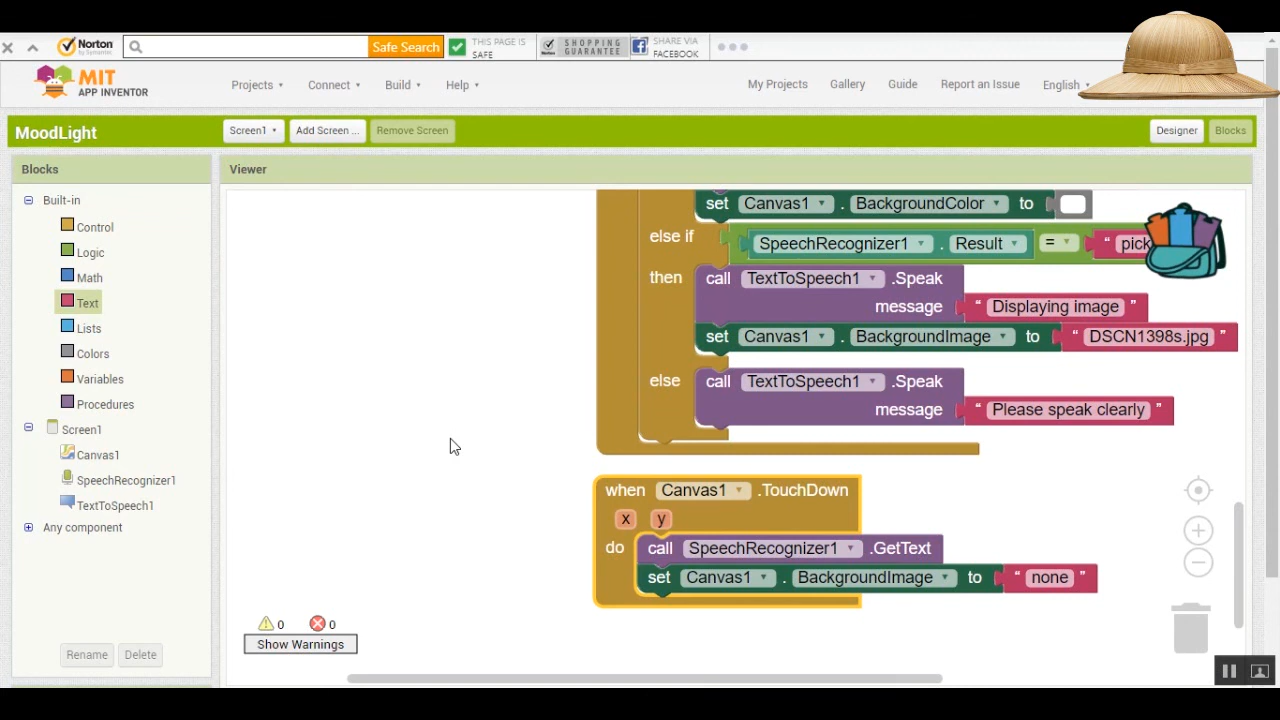 Norton
by Symantec
Safe Search
THIS PAGE IS
SAFE
SHOPPING
GUARANTEE
SHARE VIA
FACEBOOK
MIT
APP INVENTOR
Projects
Connect
Build
Help
My Projects
Gallery
Guide
Report an Issue
English
MoodLight
Screen1
Add Screen ...
Remove Screen
Designer
Blocks
Blocks
Viewer
Built-in
Control
Logic
Math
Text
Lists
Colors
Variables
Procedures
Screen1
Canvas1
SpeechRecognizer1
TextToSpeech1
Any component
Rename
Delete
set Canvas1 . BackgroundColor to
else if SpeechRecognizer1 . Result = “ pick
then call TextToSpeech1 .Speak
message “ Displaying image ”
set Canvas1 . BackgroundImage to “ DSCN1398s.jpg ”
else call TextToSpeech1 .Speak
message “ Please speak clearly ”
when Canvas1 .TouchDown
x y
do call SpeechRecognizer1 .GetText
set Canvas1 . BackgroundImage to “ none ”
0 0
Show Warnings